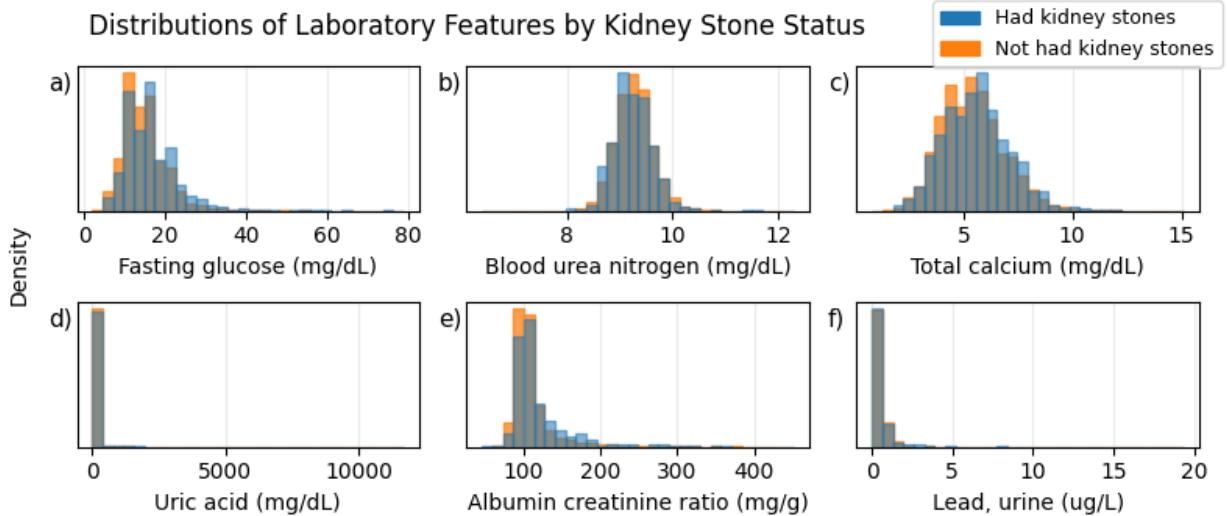 Distributions of Laboratory Features by Kidney Stone Status
Had kidney stones
Not had kidney stones
a)
0 20 40 60 80
Fasting glucose (mg/dL)
b)
8 10 12
Blood urea nitrogen (mg/dL)
c)
5 10 15
Total calcium (mg/dL)
Density
d)
0 5000 10000
Uric acid (mg/dL)
e)
100 200 300 400
Albumin creatinine ratio (mg/g)
f)
0 5 10 15 20
Lead, urine (ug/L)